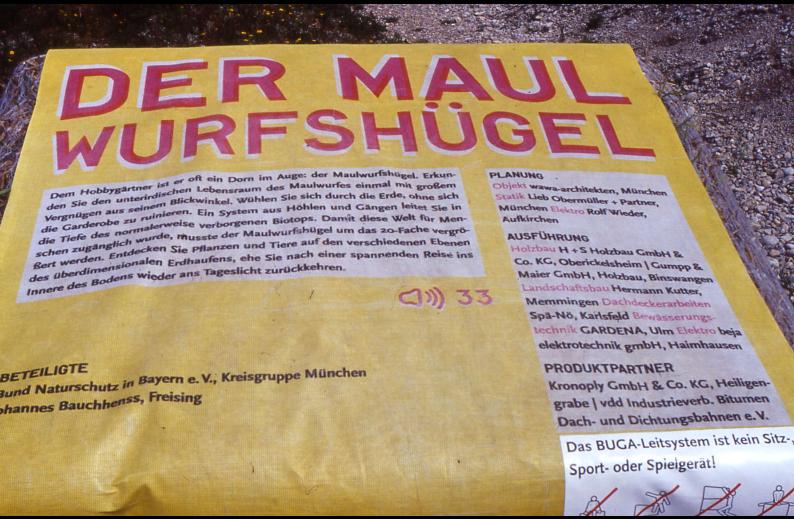 DER MAUL
WURFSHÜGEL
Dem Hobbygärtner ist er oft ein Dorn im Auge: der Maulwurfshügel. Erkun-
den Sie den unterirdischen Lebensraum des Maulwurfes einmal mit großem
Vergnügen aus seinem Blickwinkel. Wühlen Sie sich durch die Erde, ohne sich
die Garderobe zu ruinieren. Ein System aus Höhlen und Gängen leitet Sie in
die Tiefe des normalerweise verborgenen Biotops. Damit diese Welt für Men-
schen zugänglich wurde, musste der Maulwurfshügel um das 20-fache vergrö-
ßert werden. Entdecken Sie Pflanzen und Tiere auf den verschiedenen Ebenen
des überdimensionalen Erdhaufens, ehe Sie nach einer spannenden Reise ins
Innere des Bodens wieder ans Tageslicht zurückkehren.
33
BETEILIGTE
Bund Naturschutz in Bayern e. V., Kreisgruppe München
ohannes Bauchhenss, Freising
PLANUNG
Objekt wawa-architekten, München
Statik Lieb Obermüller + Partner,
München Elektro Rolf Wieder,
Aufkirchen
AUSFÜHRUNG
Holzbau H + S Holzbau GmbH &
Co. KG, Oberickelsheim | Gumpp &
Maier GmbH, Holzbau, Binswangen
Landschaftsbau Hermann Kutter,
Memmingen Dachdeckerarbeiten
Spä-Nö, Karlsfeld Bewässerungs-
technik GARDENA, Ulm Elektro beja
elektrotechnik gmbH, Haimhausen
PRODUKTPARTNER
Kronoply GmbH & Co. KG, Heiligen-
grabe | vdd Industrieverb. Bitumen
Dach- und Dichtungsbahnen e. V.
Das BUGA-Leitsystem ist kein Sitz-,
Sport- oder Spielgerät!